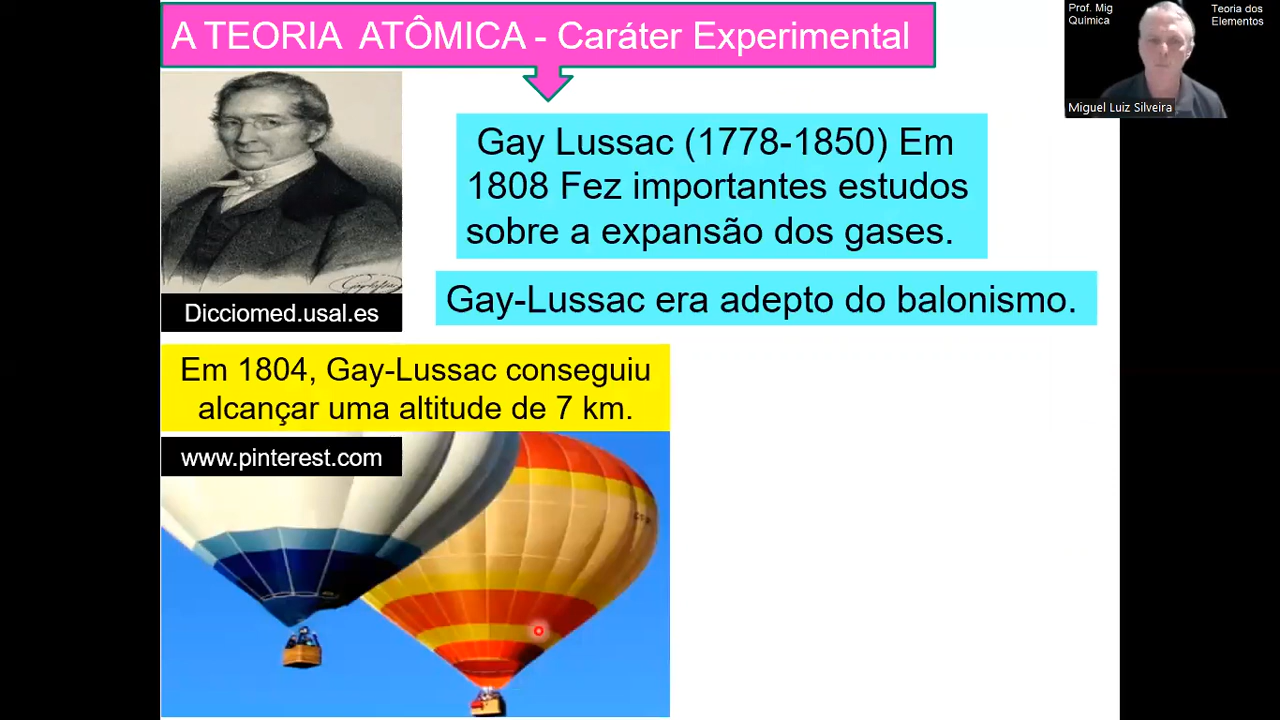 A TEORIA ATÔMICA - Caráter Experimental
Prof. Mig
Química
Teoria dos
Elementos
Miguel Luiz Silveira
Gay Lussac (1778-1850) Em
1808 Fez importantes estudos
sobre a expansão dos gases.
Dicciomed.usal.es
Gay-Lussac era adepto do balonismo.
Em 1804, Gay-Lussac conseguiu
alcançar uma altitude de 7 km.
www.pinterest.com